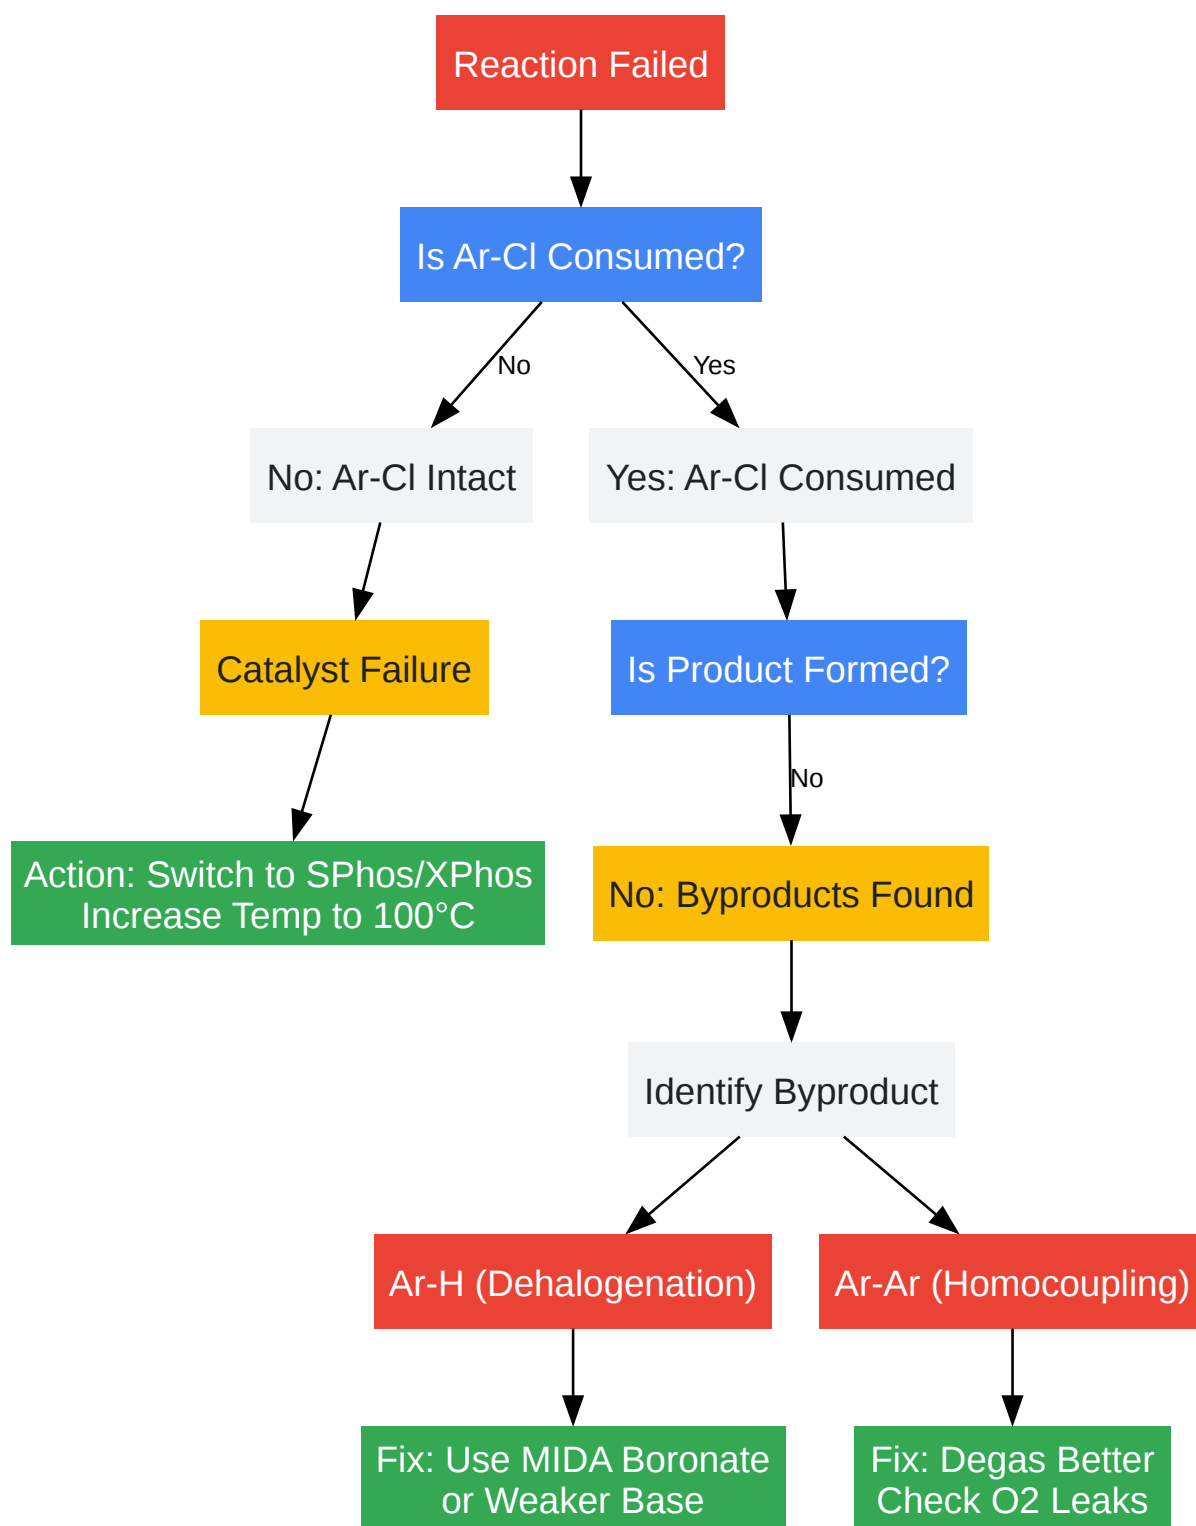 Reaction Failed
Is Ar-Cl Consumed?
No
Yes
No: Ar-Cl Intact
Yes: Ar-Cl Consumed
Catalyst Failure
Is Product Formed?
No
Action: Switch to SPhos/XPhos
Increase Temp to 100°C
No: Byproducts Found
Identify Byproduct
Ar-H (Dehalogenation)
Ar-Ar (Homocoupling)
Fix: Use MIDA Boronate
or Weaker Base
Fix: Degas Better
Check O2 Leaks